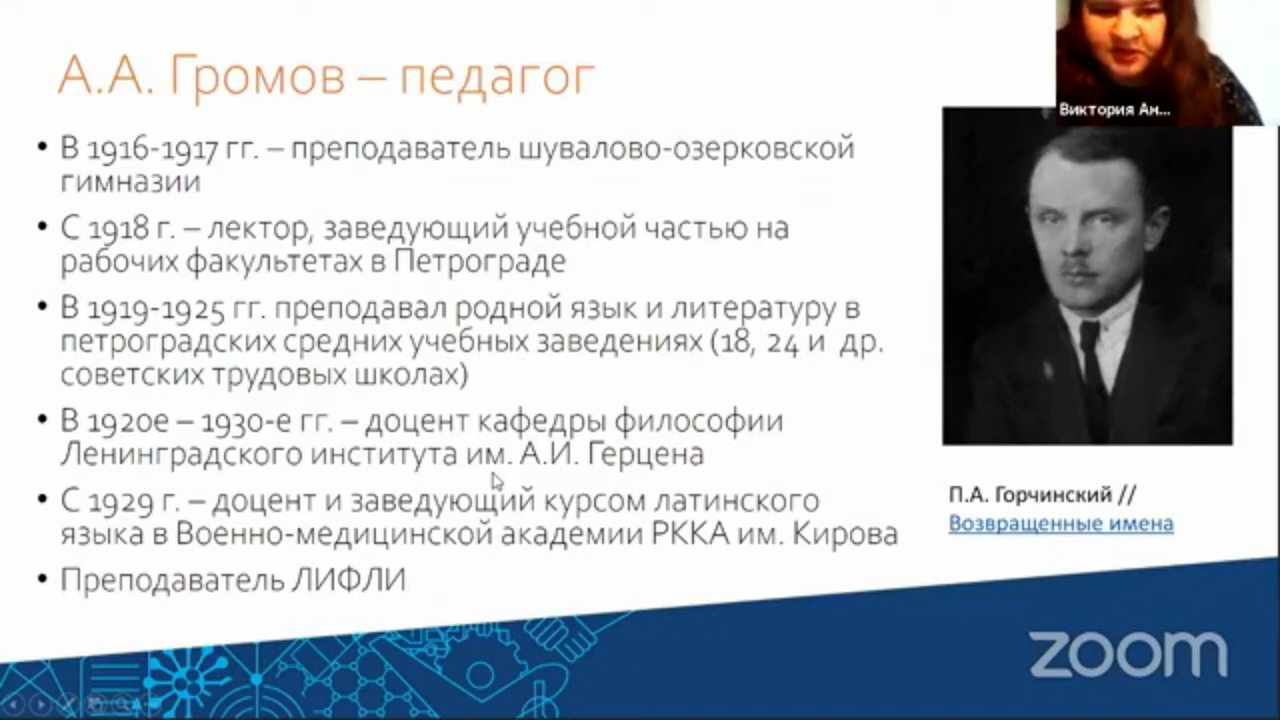 А.А. Громов – педагог
Виктория Ан...
• В 1916-1917 гг. – преподаватель шувалово-озерковской
гимназии
• С 1918 г. – лектор, заведующий учебной частью на
рабочих факультетах в Петрограде
• В 1919-1925 гг. преподавал родной язык и литературу в
петроградских средних учебных заведениях (18, 24 и др.
советских трудовых школах)
• В 1920е – 1930-е гг. – доцент кафедры философии
Ленинградского института им. А.И. Герцена
• С 1929 г. – доцент и заведующий курсом латинского
языка в Военно-медицинской академии РККА им. Кирова
• Преподаватель ЛИФЛИ
П.А. Горчинский //
Возвращенные имена
zoom